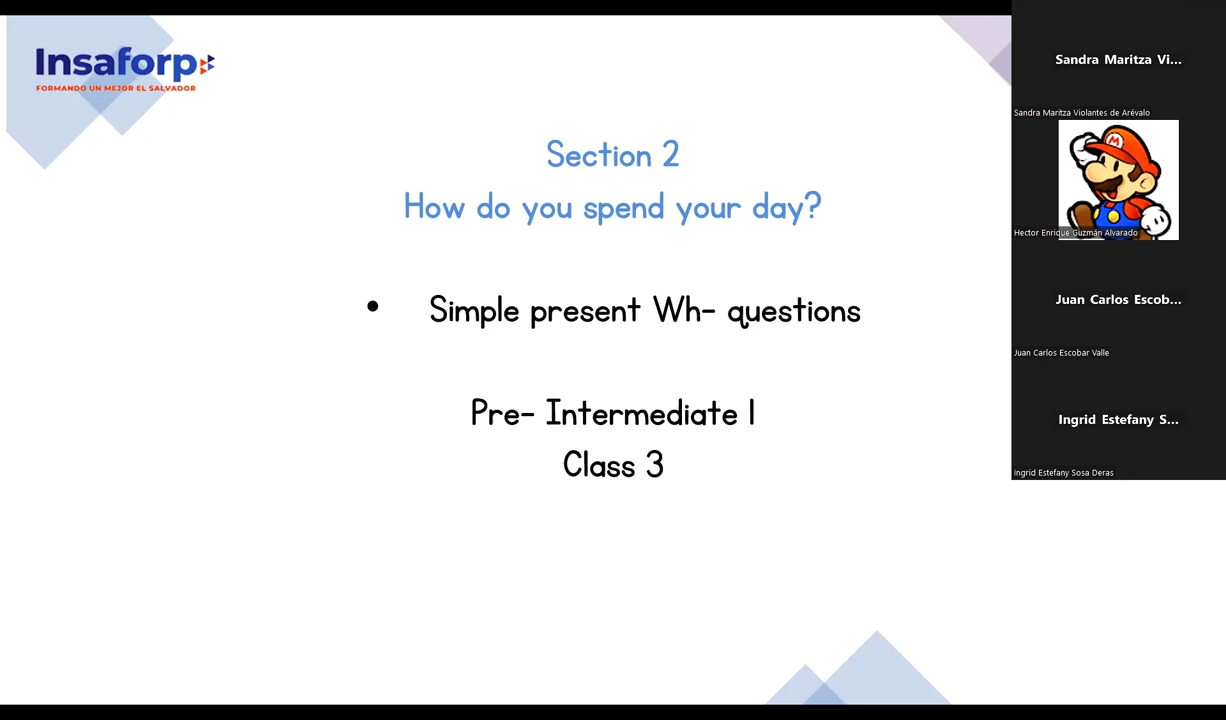 Insaforp
FORMANDO UN MEJOR EL SALVADOR
Section 2
How do you spend your day?
• Simple present Wh- questions
Pre- Intermediate I
Class 3
Sandra Maritza Vi...
Sandra Maritza Violantes de Arévalo
M
Hector Enrique Guzmán Alvarado
Juan Carlos Escob...
Juan Carlos Escobar Valle
Ingrid Estefany S...
Ingrid Estefany Sosa Deras